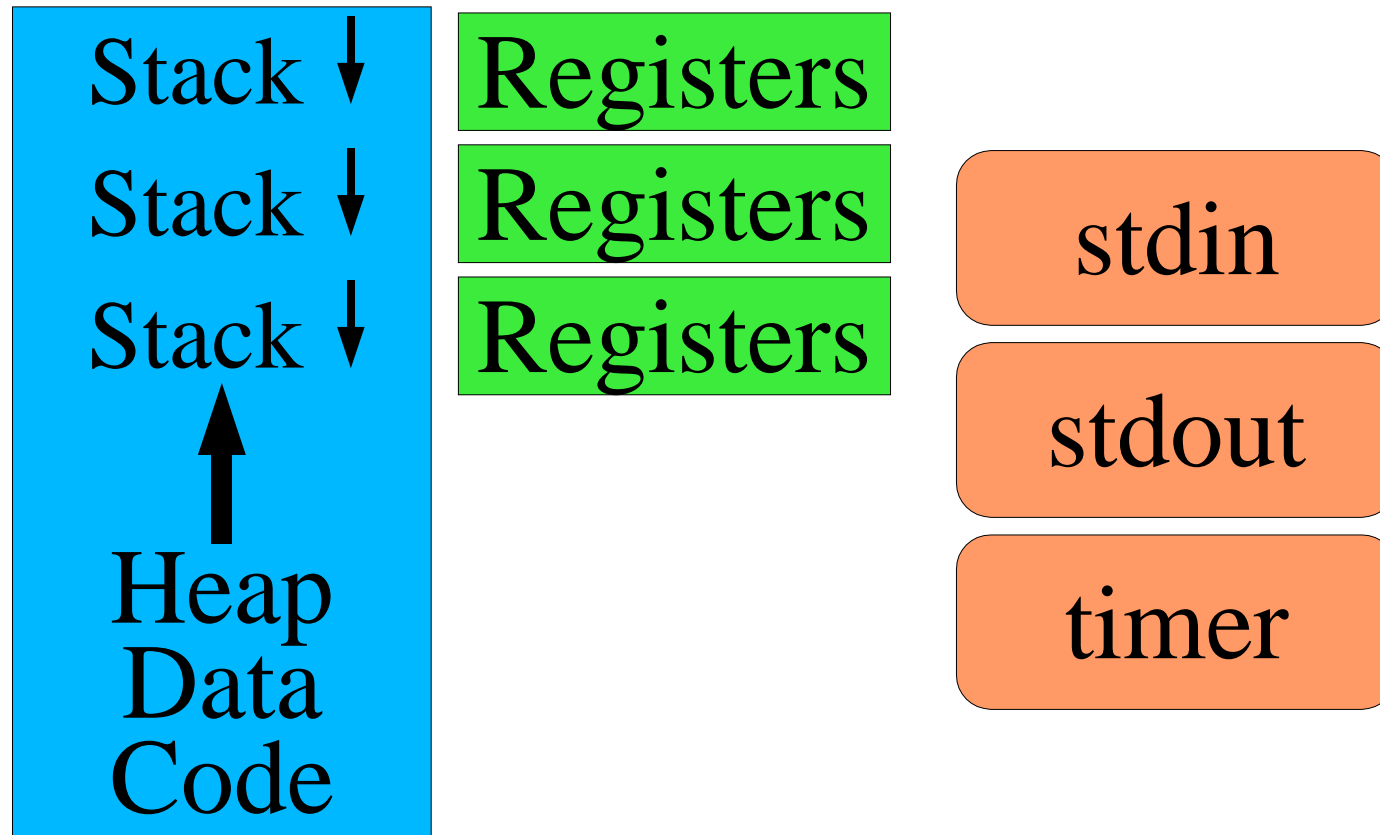 Stack
Stack
Stack
Heap
Data
Code
Registers
Registers
Registers
stdin
stdout
timer